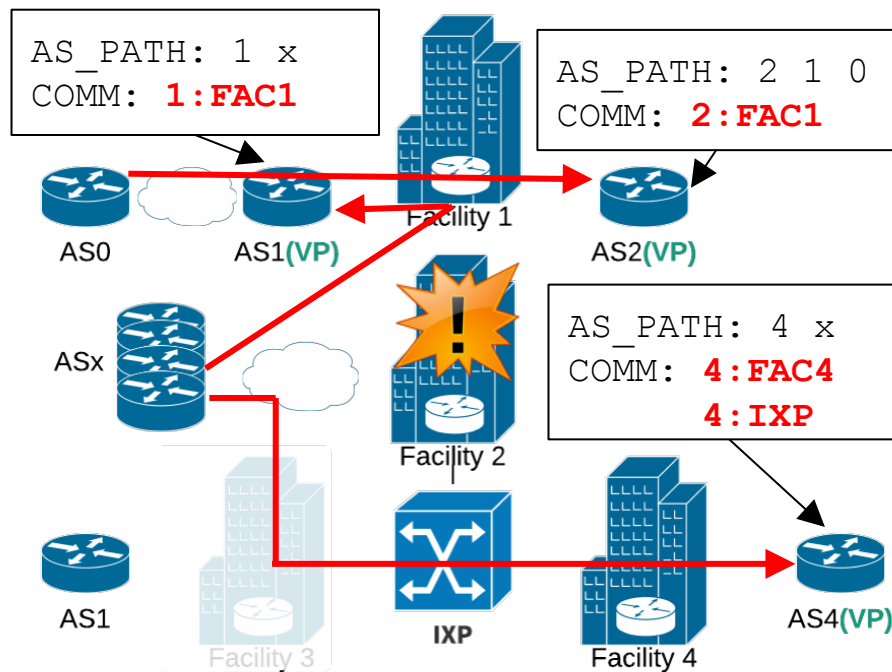 AS_PATH: 1 x
COMM: 1:FAC1
AS_PATH: 2 1 0
COMM: 2:FAC1
Facility 1
AS0
AS1(VP)
AS2(VP)
!
AS_PATH: 4 x
COMM: 4:FAC4
4:IXP
ASx
Facility 2
AS1
Facility 3
IXP
Facility 4
AS4(VP)